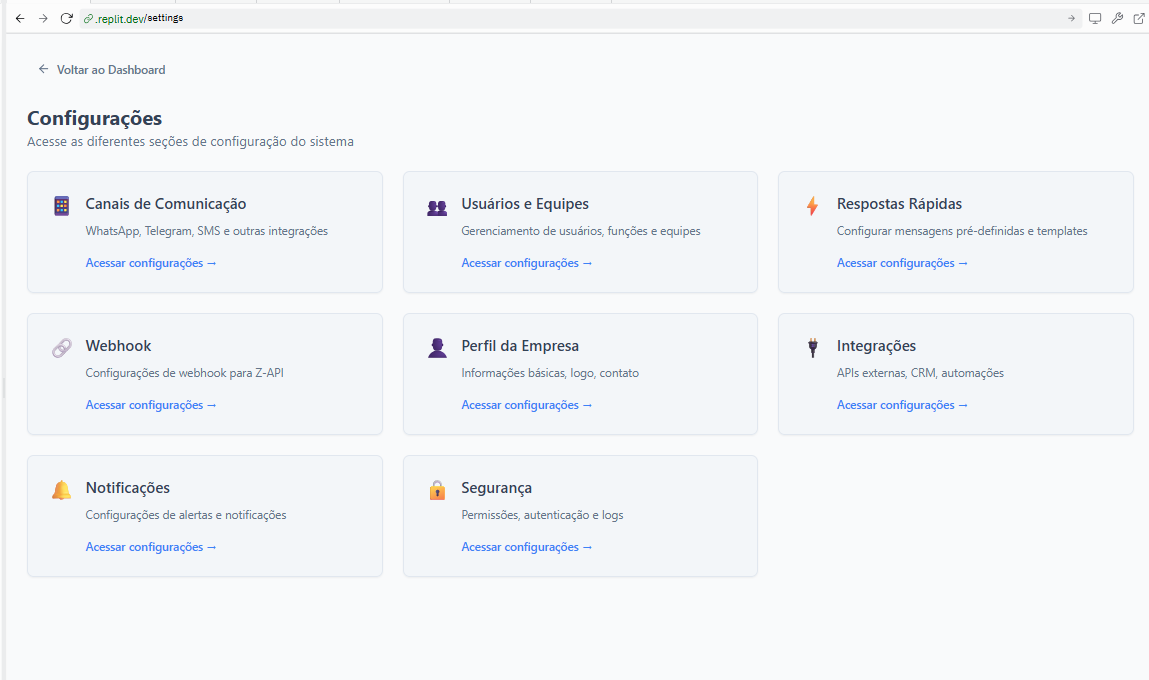 .replit.dev/settings
Voltar ao Dashboard
Configurações
Acesse as diferentes seções de configuração do sistema
Canais de Comunicação
WhatsApp, Telegram, SMS e outras integrações
Acessar configurações →
Usuários e Equipes
Gerenciamento de usuários, funções e equipes
Acessar configurações →
Respostas Rápidas
Configurar mensagens pré-definidas e templates
Acessar configurações →
Webhook
Configurações de webhook para Z-API
Acessar configurações →
Perfil da Empresa
Informações básicas, logo, contato
Acessar configurações →
Integrações
APIs externas, CRM, automações
Acessar configurações →
Notificações
Configurações de alertas e notificações
Acessar configurações →
Segurança
Permissões, autenticação e logs
Acessar configurações →